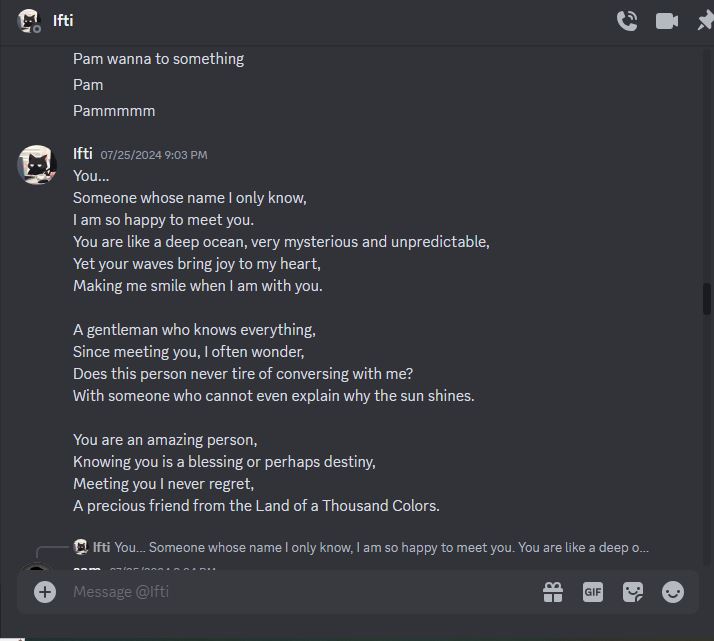 Ifti
Pam wanna to something
Pam
Pammmmm
Ifti 07/25/2024 9:03 PM
You...
Someone whose name I only know,
I am so happy to meet you.
You are like a deep ocean, very mysterious and unpredictable,
Yet your waves bring joy to my heart,
Making me smile when I am with you.
A gentleman who knows everything,
Since meeting you, I often wonder,
Does this person never tire of conversing with me?
With someone who cannot even explain why the sun shines.
You are an amazing person,
Knowing you is a blessing or perhaps destiny,
Meeting you I never regret,
A precious friend from the Land of a Thousand Colors.
Ifti You... Someone whose name I only know, I am so happy to meet you. You are like a deep o...
Message @Ifti
GIF